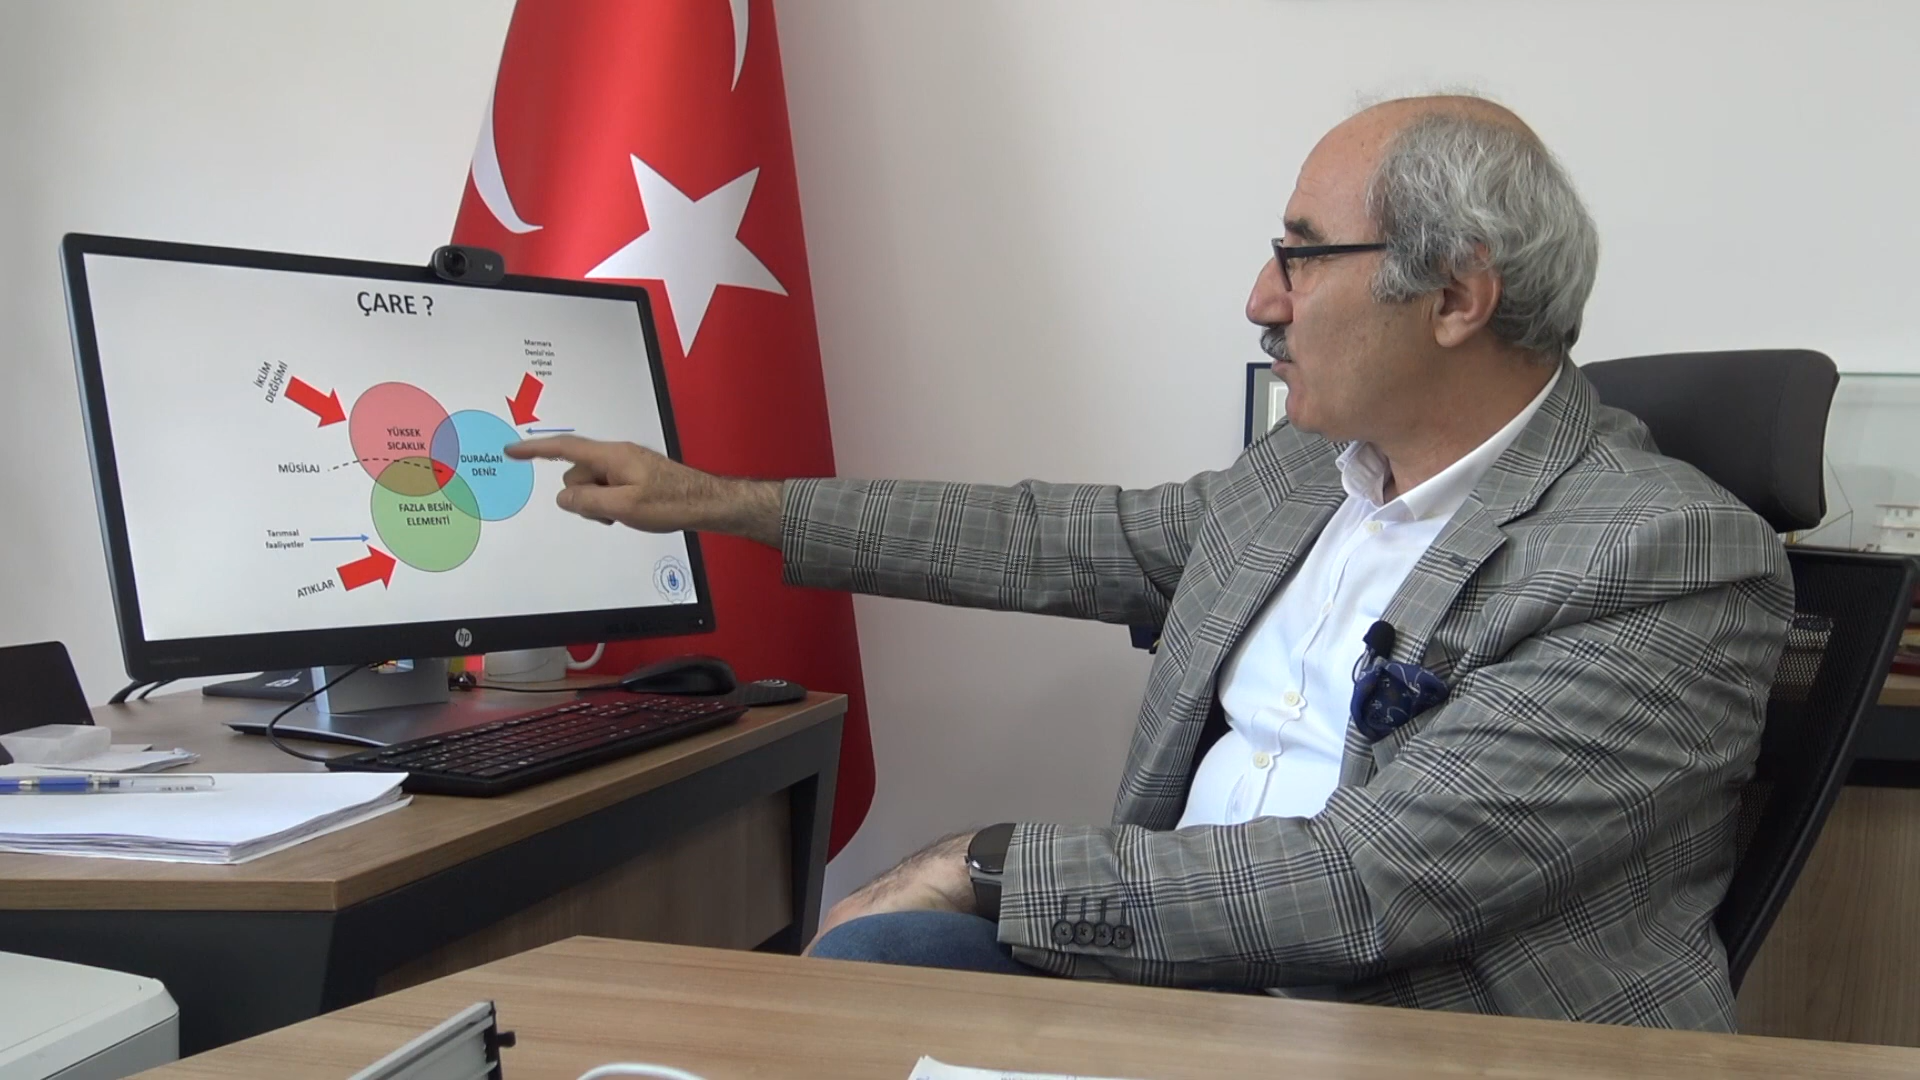 ÇARE ?
İKLİM
DEĞİŞİMİ
Marmara
Denizi'nin
orijinal
yapısı
YÜKSEK
SICAKLIK
DURAĞAN
DENİZ
MÜSİLAJ
FAZLA BESİN
ELEMENTİ
Tarımsal
faaliyetler
ATIKLAR
hp